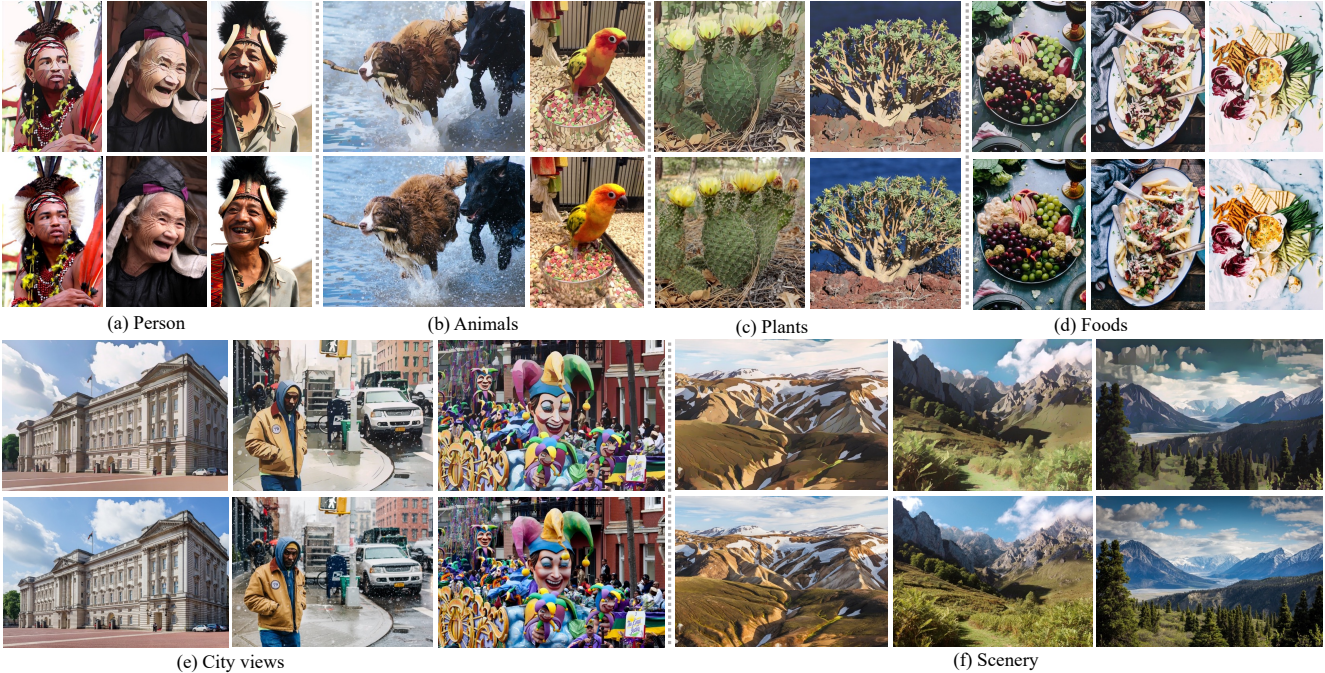 (a) Person
(b) Animals
(c) Plants
(d) Foods
(e) City views
(f) Scenery